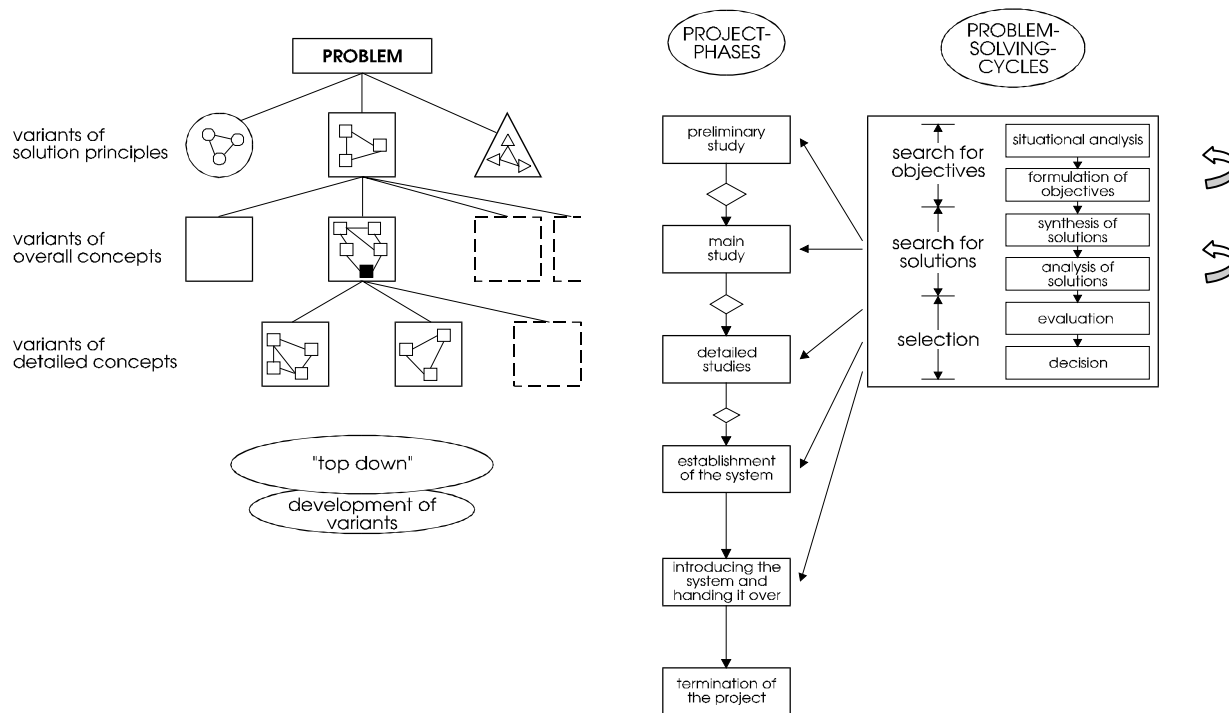 PROBLEM
variants of
solution principles
variants of
overall concepts
variants of
detailed concepts
"top down"
development of
variants
PROJECT-
PHASES
preliminary
study
main
study
detailed
studies
establishment
of the system
introducing the
system and
handing it over
termination of
the project
PROBLEM-
SOLVING-
CYCLES
search for
objectives
search for
solutions
selection
situational analysis
formulation of
objectives
synthesis of
solutions
analysis of
solutions
evaluation
decision